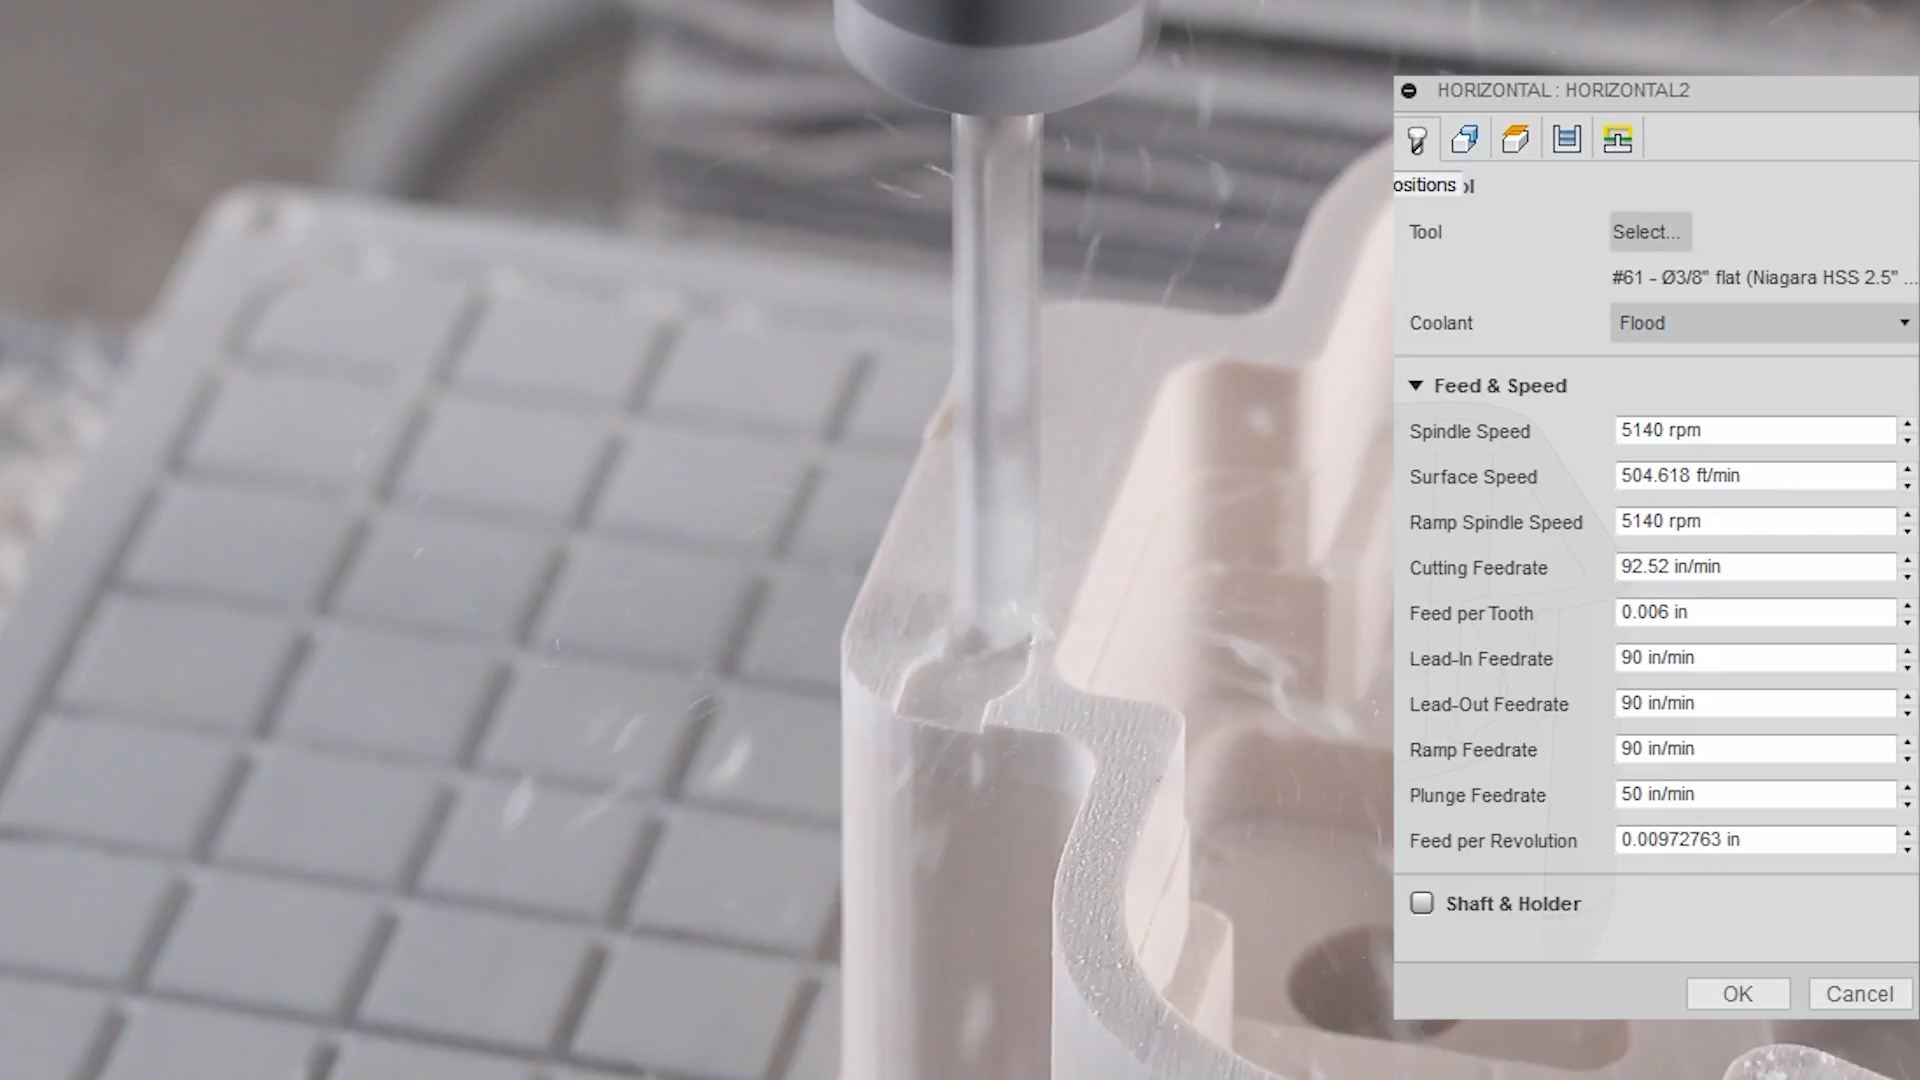 HORIZONTAL : HORIZONTAL2
ositions
Tool
Select...
#61 - Ø3/8" flat (Niagara HSS 2.5" ...
Coolant
Flood
Feed & Speed
Spindle Speed
5140 rpm
Surface Speed
504.618 ft/min
Ramp Spindle Speed
5140 rpm
Cutting Feedrate
92.52 in/min
Feed per Tooth
0.006 in
Lead-In Feedrate
90 in/min
Lead-Out Feedrate
90 in/min
Ramp Feedrate
90 in/min
Plunge Feedrate
50 in/min
Feed per Revolution
0.00972763 in
Shaft & Holder
OK
Cancel